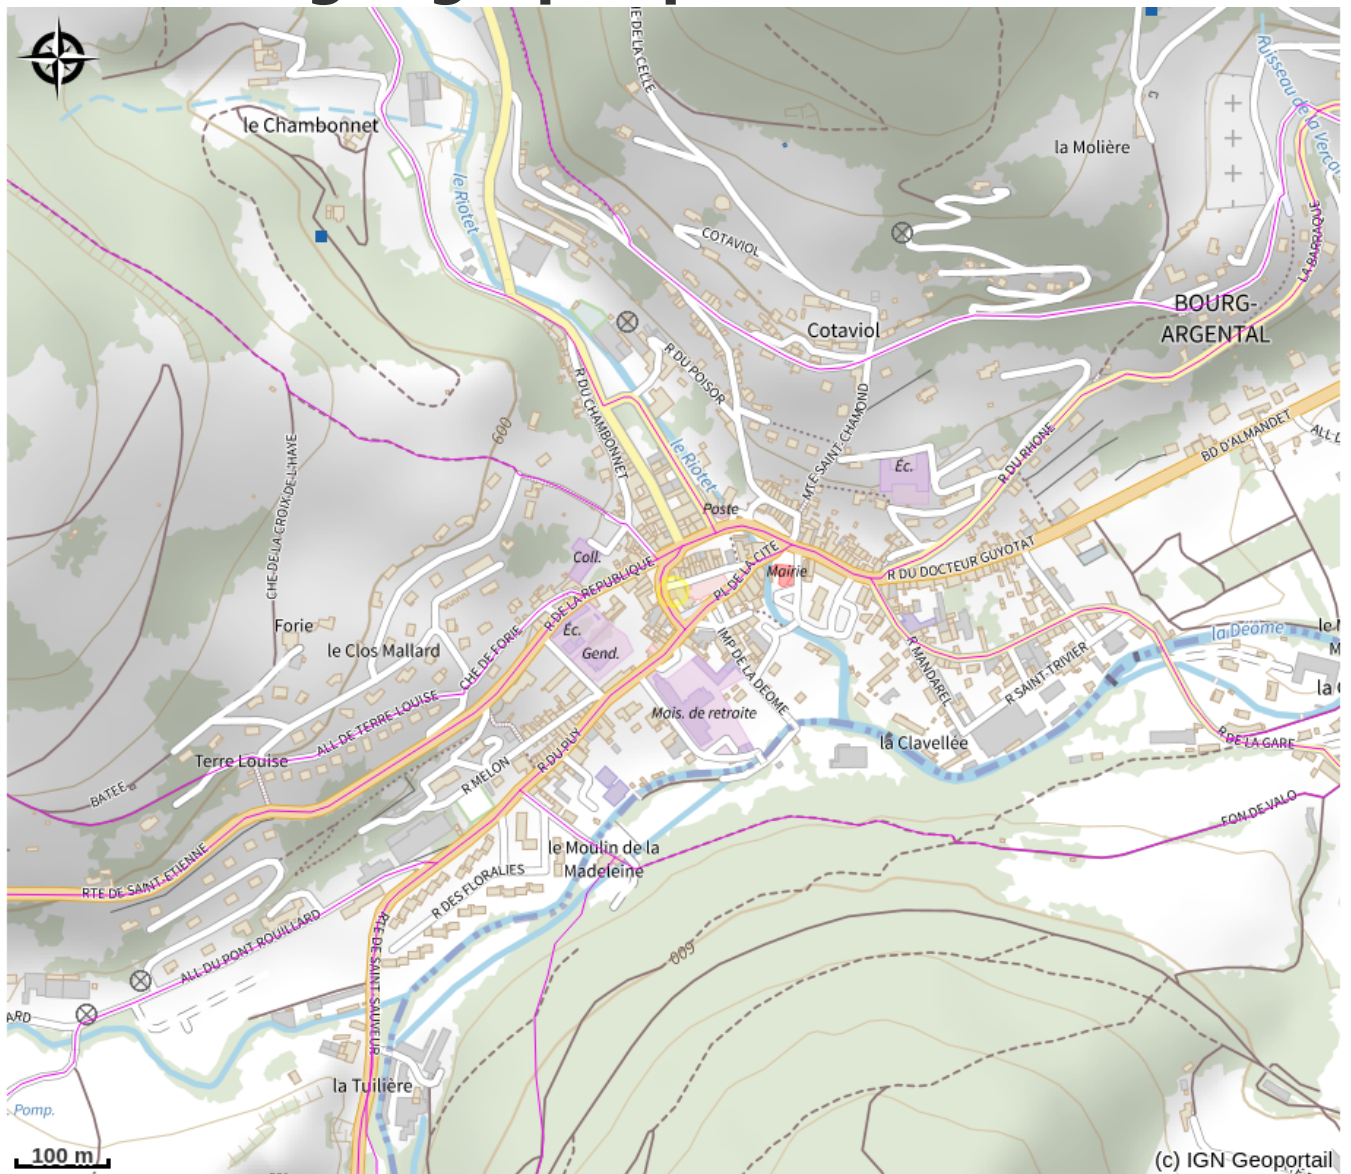 le Chambonnet
le Riotet
Ruisseau de la
la Molière
COTAVIOL
LA BARRAQUE
BOURG-
ARGENTAL
Cotaviol
R DU POISOR
R DU CHAMBONNET
600
MTE SAINT-CHAMOND
BD D'ALMANDET
R DU RHONE
le Riotet
Éc.
CHE DE LA CROIX DE L'HAYE
Poste
Coll.
R DE LA REPUBLIQUE
PL DE LA CITE
Mairie
R DU DOCTEUR GUYOTAT
Forie
le Clos Mallard
CHE DE FORIE
Éc.
Gend.
IMP DE LA DEOME
R MANDAREL
R SAINT-TRIVIER
la Deôme
Mais. de retraite
la Clavellée
R DE LA GARE
ALL DE TERRE LOUISE
Terre Louise
BATEE
R MELON
R DU PUY
FON DE VALO
le Moulin de la
Madeleine
RTE DE SAINT-ETIENNE
R DES FLORALIES
ALL DU PONT ROUILLARD
RTE DE SAINT-SAUVEUR
600
la Tuilière
Pomp.
100 m
(c) IGN Geoportail